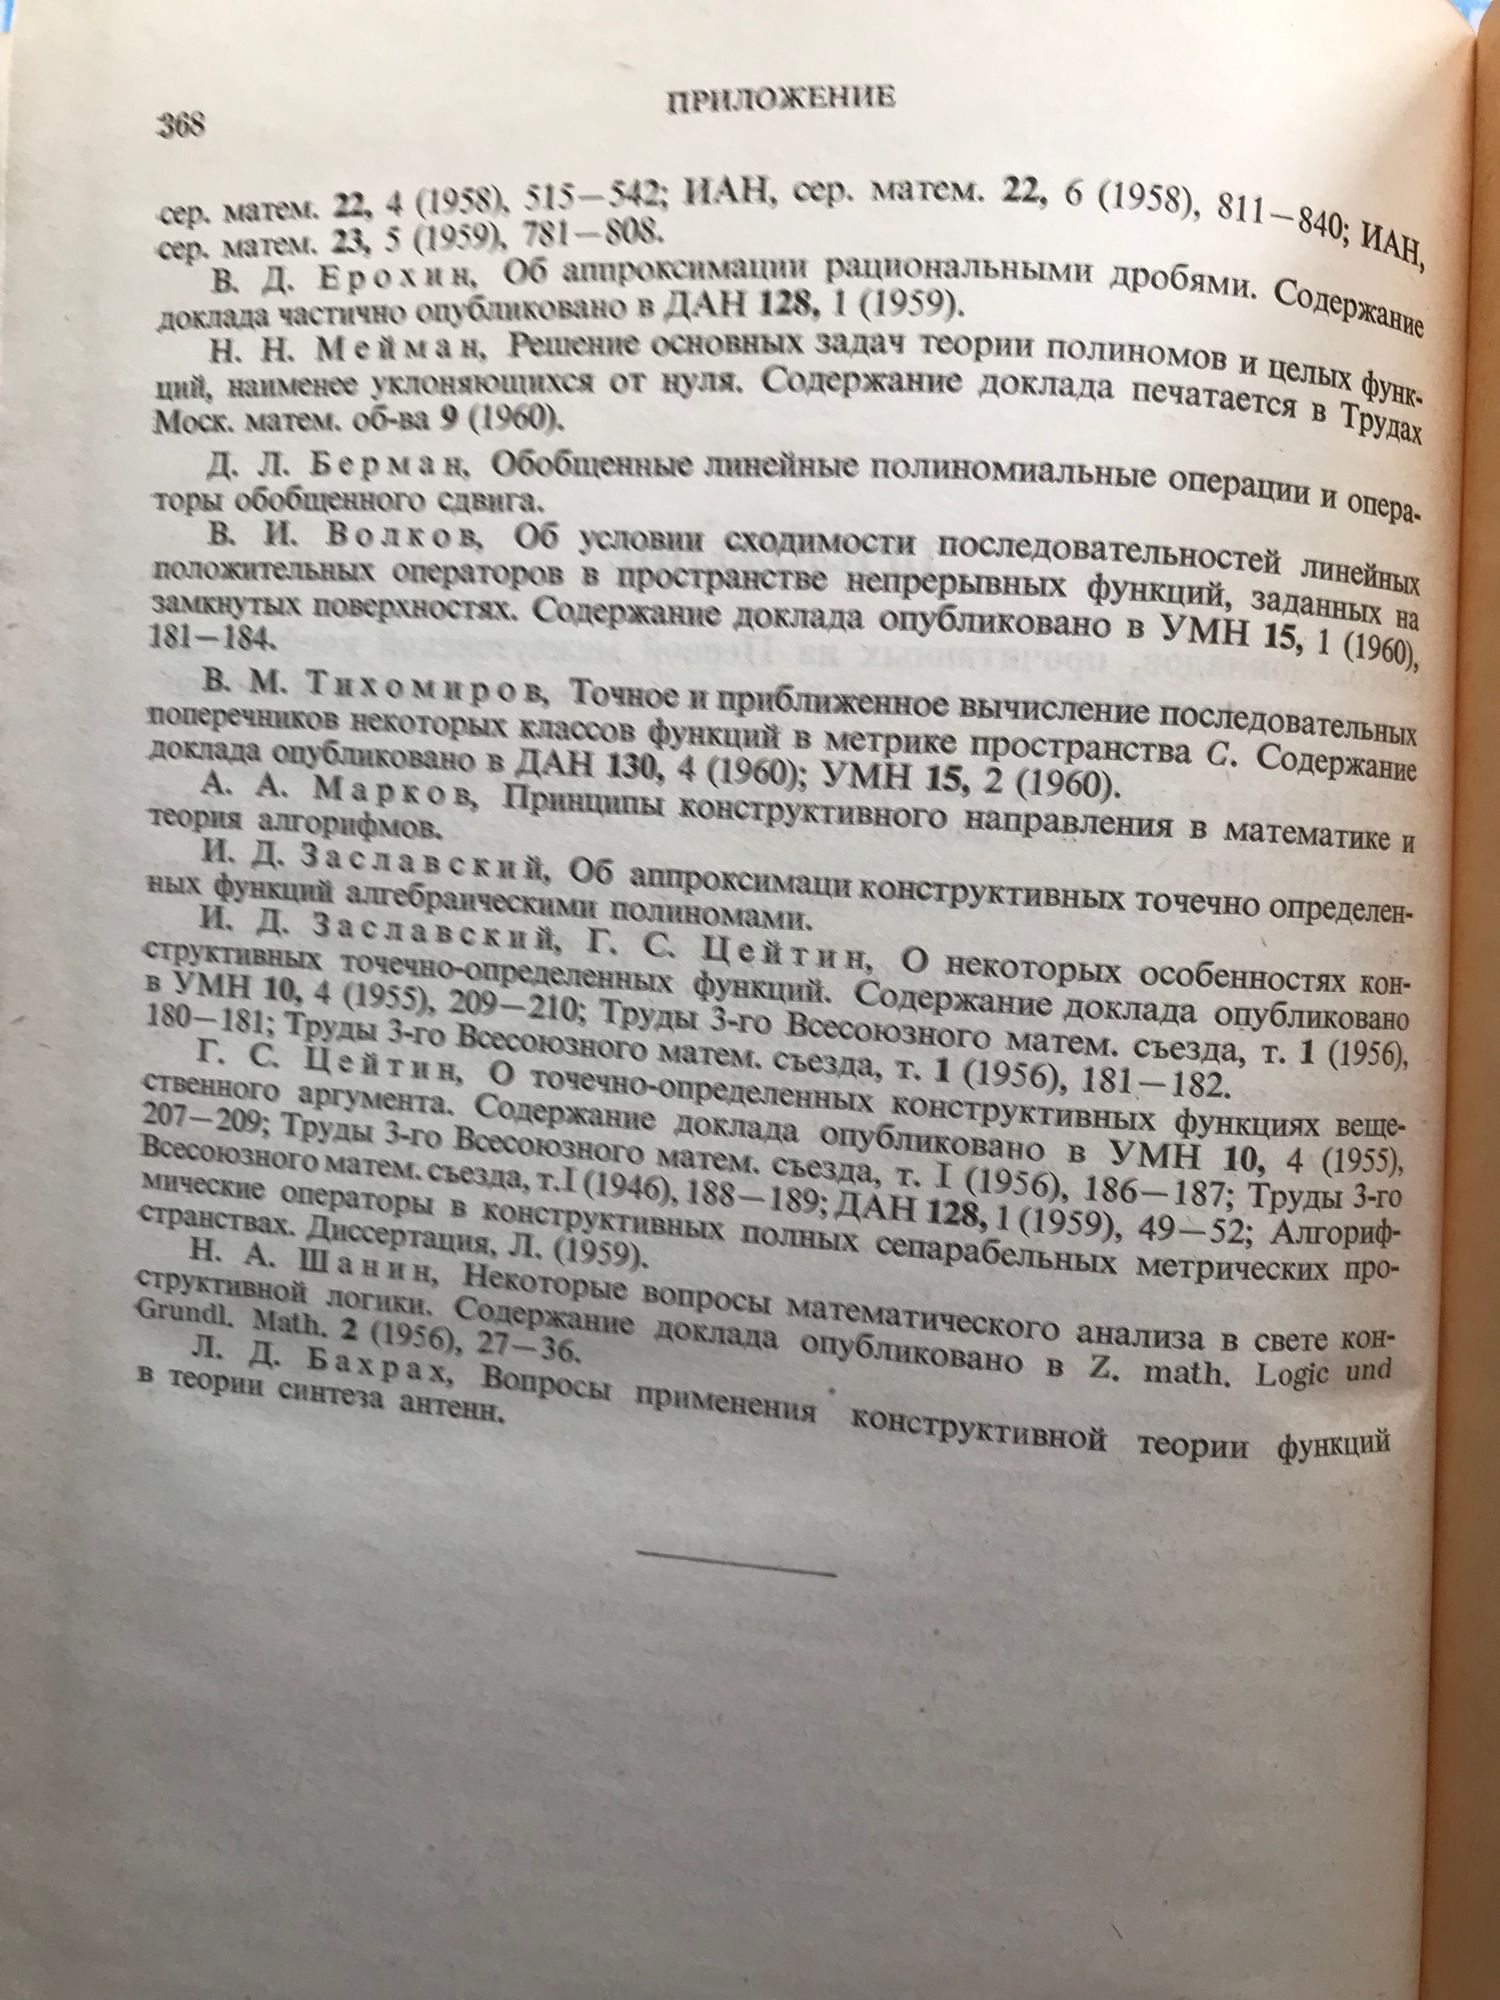 368
ПРИЛОЖЕНИЕ
сер. матем. 22, 4 (1958), 515—542; ИАН, сер. матем. 22, 6 (1958), 811—840; ИАН,
сер. матем. 23, 5 (1959), 781—808.
В. Д. Ерохин, Об аппроксимации рациональными дробями. Содержание
доклада частично опубликовано в ДАН 128, 1 (1959).
Н. Н. Мейман, Решение основных задач теории полиномов и целых функ-
ций, наименее уклоняющихся от нуля. Содержание доклада печатается в Трудах
Моск. матем. об-ва 9 (1960).
Д. Л. Берман, Обобщенные линейные полиномиальные операции и опера-
торы обобщенного сдвига.
В. И. Волков, Об условии сходимости последовательностей линейных
положительных операторов в пространстве непрерывных функций, заданных на
замкнутых поверхностях. Содержание доклада опубликовано в УМН 15, 1 (1960),
181—184.
В. М. Тихомиров, Точное и приближенное вычисление последовательных
поперечников некоторых классов функций в метрике пространства С. Содержание
доклада опубликовано в ДАН 130, 4 (1960); УМН 15, 2 (1960).
А. А. Марков, Принципы конструктивного направления в математике и
теория алгорифмов.
И. Д. Заславский, Об аппроксимаци конструктивных точечно определен-
ных функций алгебраическими полиномами.
И. Д. Заславский, Г. С. Цейтин, О некоторых особенностях кон-
структивных точечно-определенных функций. Содержание доклада опубликовано
в УМН 10, 4 (1955), 209—210; Труды 3-го Всесоюзного матем. съезда, т. 1 (1956),
180—181; Труды 3-го Всесоюзного матем. съезда, т. 1 (1956), 181—182.
Г. С. Цейтин, О точечно-определенных конструктивных функциях веще-
ственного аргумента. Содержание доклада опубликовано в УМН 10, 4 (1955),
207—209; Труды 3-го Всесоюзного матем. съезда, т. I (1956), 186—187; Труды 3-го
Всесоюзного матем. съезда, т.I (1946), 188—189; ДАН 128, 1 (1959), 49—52; Алгориф-
мические операторы в конструктивных полных сепарабельных метрических про-
странствах. Диссертация, Л. (1959).
Н. А. Шанин, Некоторые вопросы математического анализа в свете кон-
структивной логики. Содержание доклада опубликовано в Z. math. Logic und
Grundl. Math. 2 (1956), 27—36.
Л. Д. Бахрах, Вопросы применения конструктивной теории функций
в теории синтеза антенн.